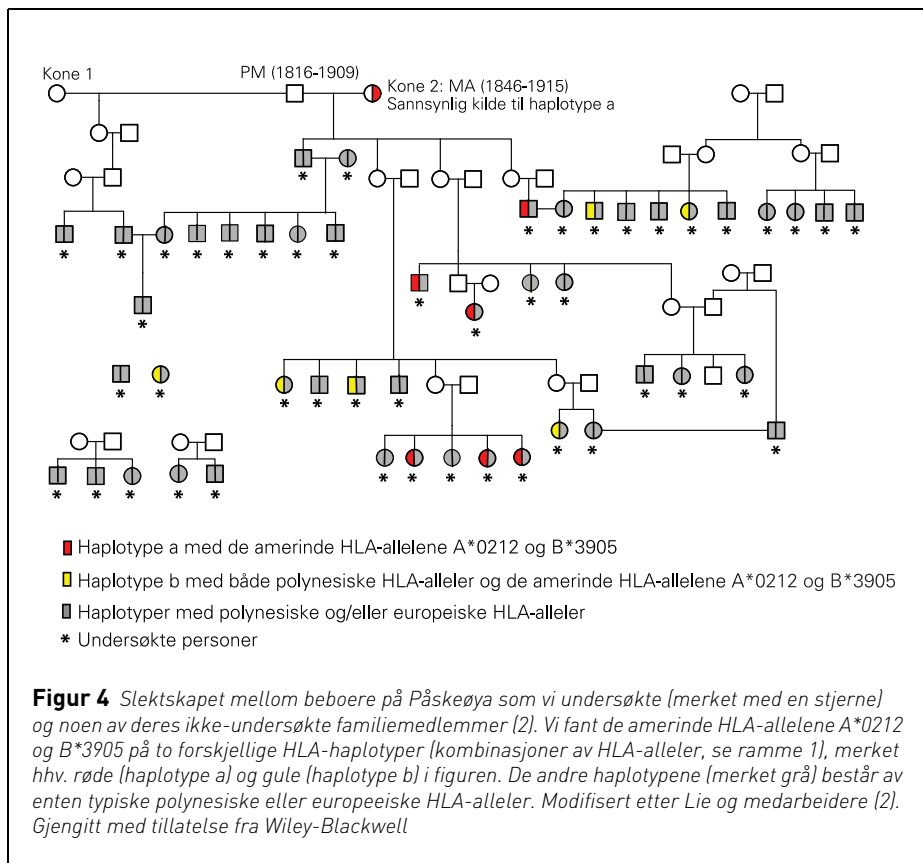 Kone 1
PM (1816-1909)
Kone 2: MA (1846-1915)
Sannsynlig kilde til haplotype a
Haplotype a med de amerinde HLA-allelene A*0212 og B*3905
Haplotype b med både polynesiske HLA-alleler og de amerinde HLA-allelene A*0212 og B*3905
Haplotyper med polynesiske og/eller europeiske HLA-alleler
* Undersøkte personer
Figur 4 Slektskapet mellom beboere på Påskeøya som vi undersøkte (merket med en stjerne)
og noen av deres ikke-undersøkte familiemedlemmer (2). Vi fant de amerinde HLA-allelene A*0212
og B*3905 på to forskjellige HLA-haplotyper (kombinasjoner av HLA-alleler, se ramme 1), merket
hhv. røde (haplotype a) og gule (haplotype b) i figuren. De andre haplotypene (merket grå) består av
enten typiske polynesiske eller europeeiske HLA-alleler. Modifisert etter Lie og medarbeidere (2).
Gjengitt med tillatelse fra Wiley-Blackwell